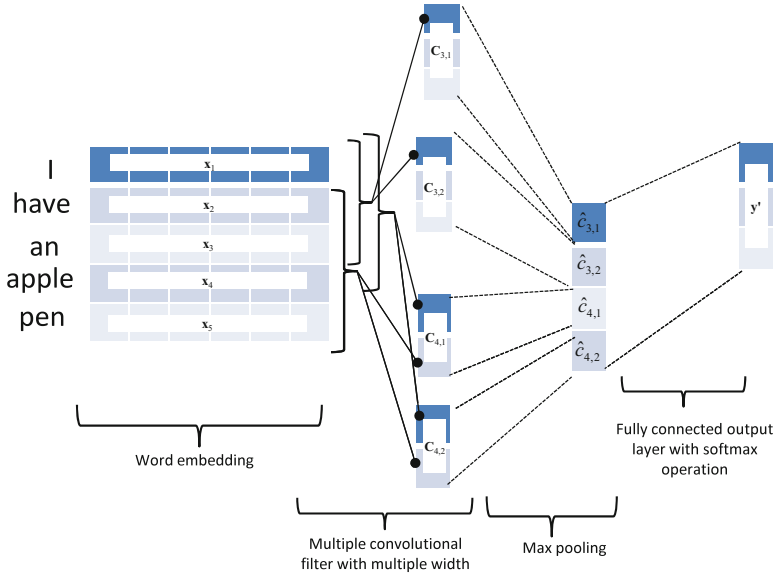 I
have
an
apple
pen
x₁
x₂
x₃
x₄
x₅
C₃,₁
C₃,₂
C₄,₁
C₄,₂
ĉ₃,₁
ĉ₃,₂
ĉ₄,₁
ĉ₄,₂
y'
Word embedding
Multiple convolutional
filter with multiple width
Max pooling
Fully connected output
layer with softmax
operation